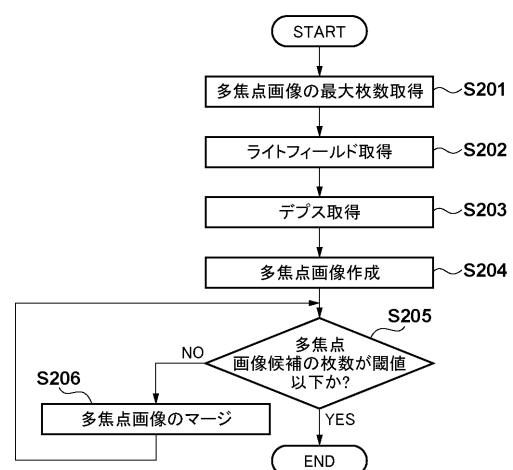 START
多焦点画像の最大枚数取得
S201
ライトフィールド取得
S202
デプス取得
S203
多焦点画像作成
S204
S205
多焦点
画像候補の枚数が閾値
以下か?
NO
S206
多焦点画像のマージ
YES
END